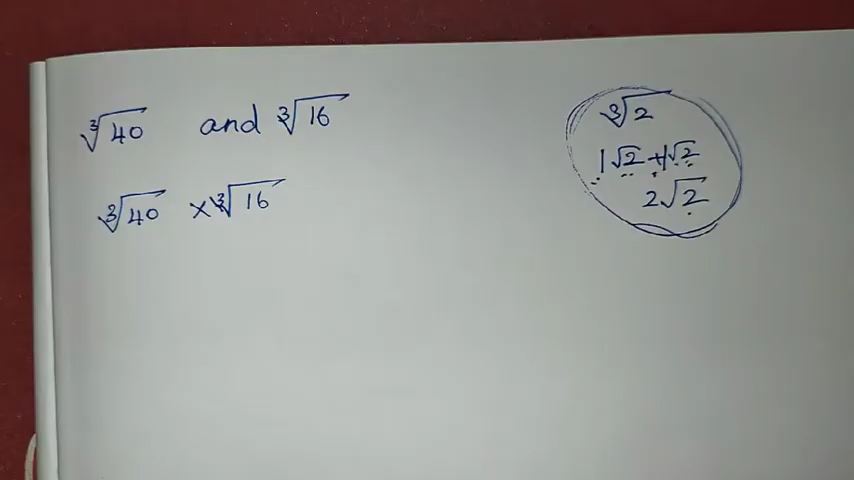 ∛40 and ∛16
∛40 × ∛16
∛2
1√2 + 1√2
2√2